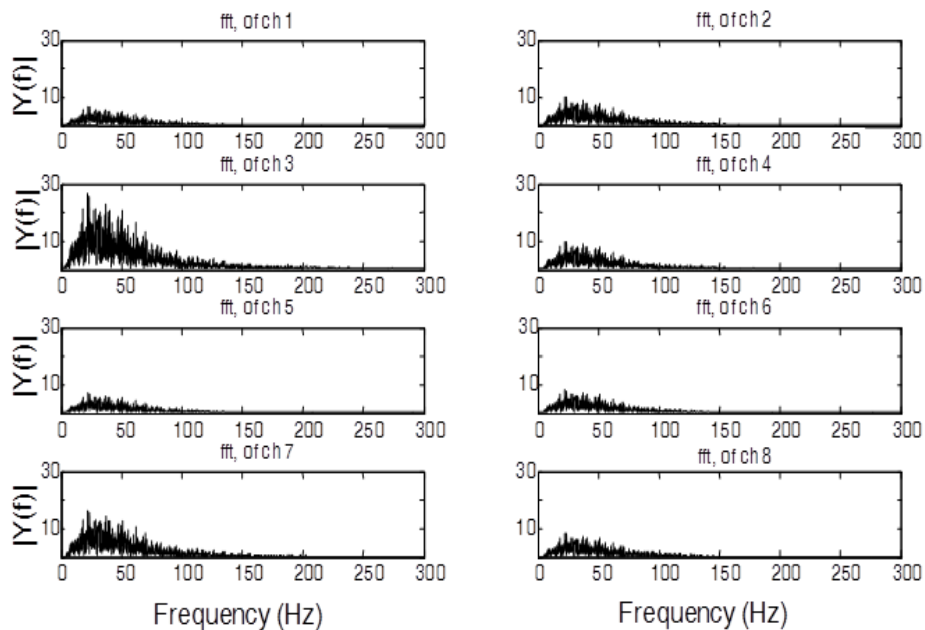 fft, of ch 1
fft, of ch 2
|Y(f)|
30
10
0 50 100 150 200 250 300
30
10
0 50 100 150 200 250 300
fft, of ch 3
fft, of ch 4
|Y(f)|
30
10
0 50 100 150 200 250 300
30
10
0 50 100 150 200 250 300
fft, of ch 5
fft, of ch 6
|Y(f)|
30
10
0 50 100 150 200 250 300
30
10
0 50 100 150 200 250 300
fft, of ch 7
fft, of ch 8
|Y(f)|
30
10
0 50 100 150 200 250 300
30
10
0 50 100 150 200 250 300
Frequency (Hz)
Frequency (Hz)